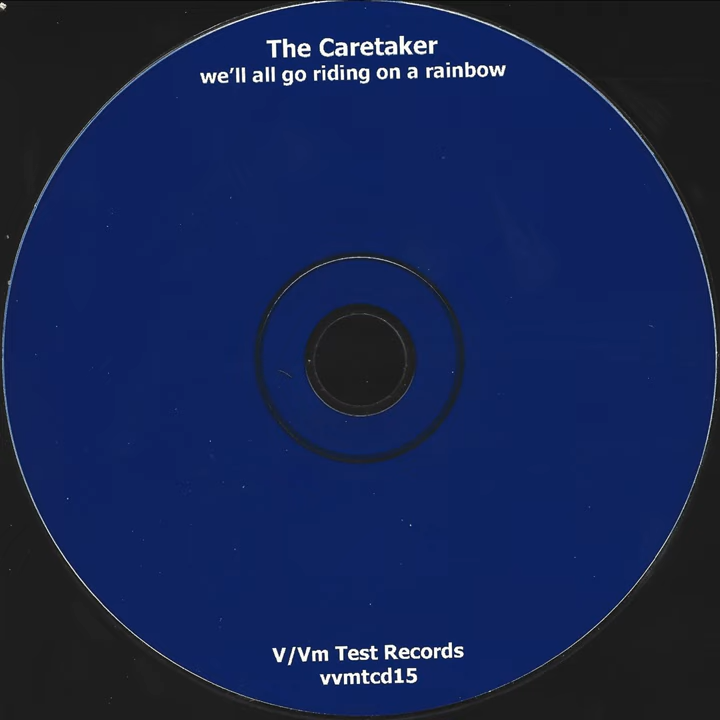 The Caretaker
we'll all go riding on a rainbow
V/Vm Test Records
vvmtcd15